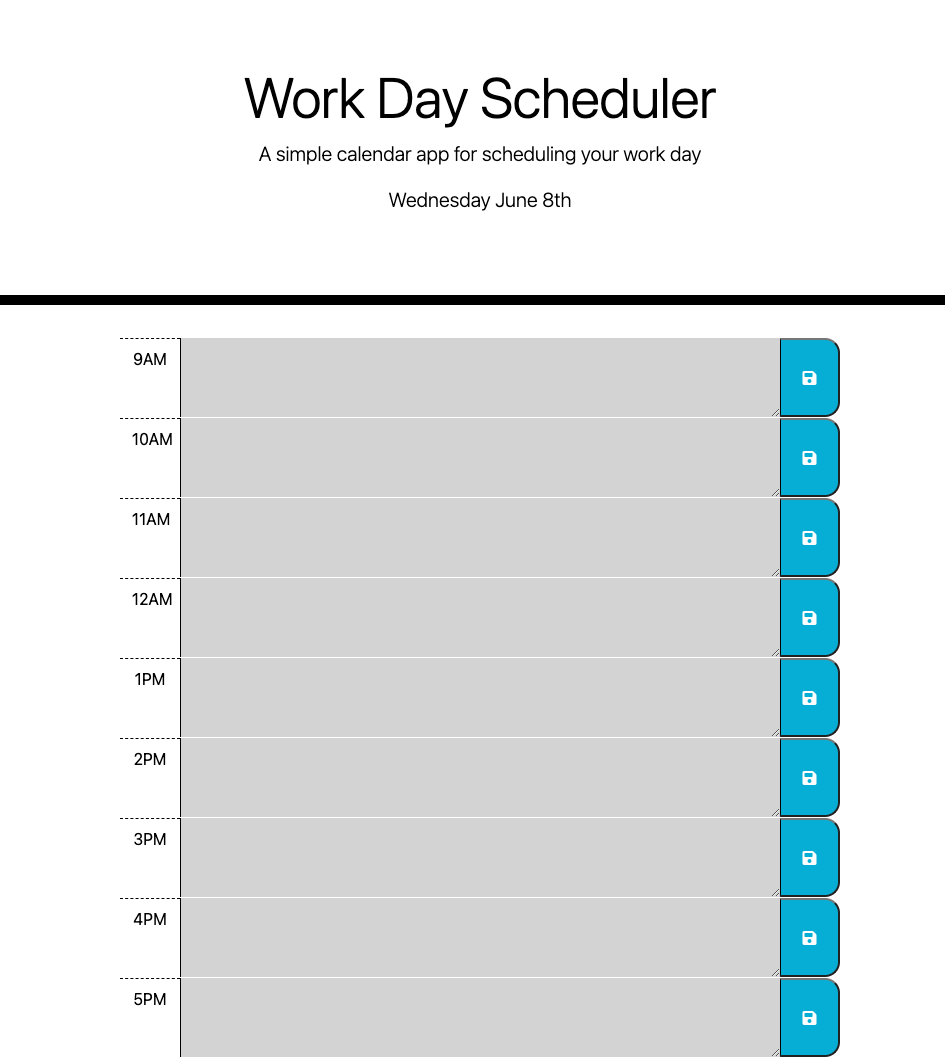 Work Day Scheduler
A simple calendar app for scheduling your work day
Wednesday June 8th
9AM
10AM
11AM
12AM
1PM
2PM
3PM
4PM
5PM